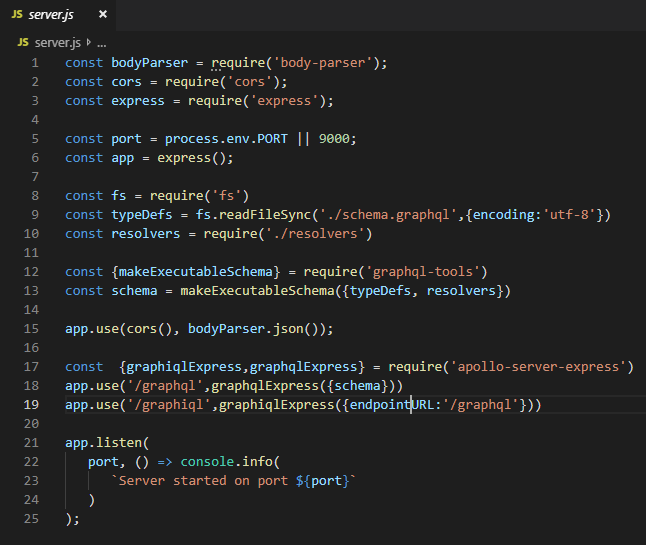 JS server.js ×
JS server.js › ...
1 const bodyParser = require('body-parser');
2 const cors = require('cors');
3 const express = require('express');
4
5 const port = process.env.PORT || 9000;
6 const app = express();
7
8 const fs = require('fs')
9 const typeDefs = fs.readFileSync('./schema.graphql',{encoding:'utf-8'})
10 const resolvers = require('./resolvers')
11
12 const {makeExecutableSchema} = require('graphql-tools')
13 const schema = makeExecutableSchema({typeDefs, resolvers})
14
15 app.use(cors(), bodyParser.json());
16
17 const  {graphiqlExpress,graphqlExpress} = require('apollo-server-express')
18 app.use('/graphql',graphqlExpress({schema}))
19 app.use('/graphiql',graphiqlExpress({endpointURL:'/graphql'}))
20
21 app.listen(
22    port, () => console.info(
23       `Server started on port ${port}`
24    )
25 );